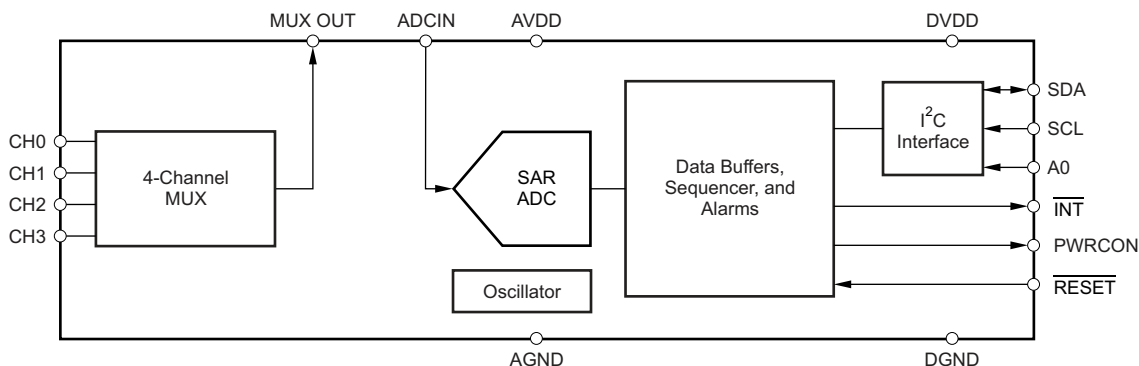 MUX OUT ADCIN AVDD DVDD
CH0
CH1
CH2
CH3
4-Channel
MUX
SAR
ADC
Oscillator
Data Buffers,
Sequencer, and
Alarms
I²C
Interface
SDA
SCL
A0
INT
PWRCON
RESET
AGND DGND